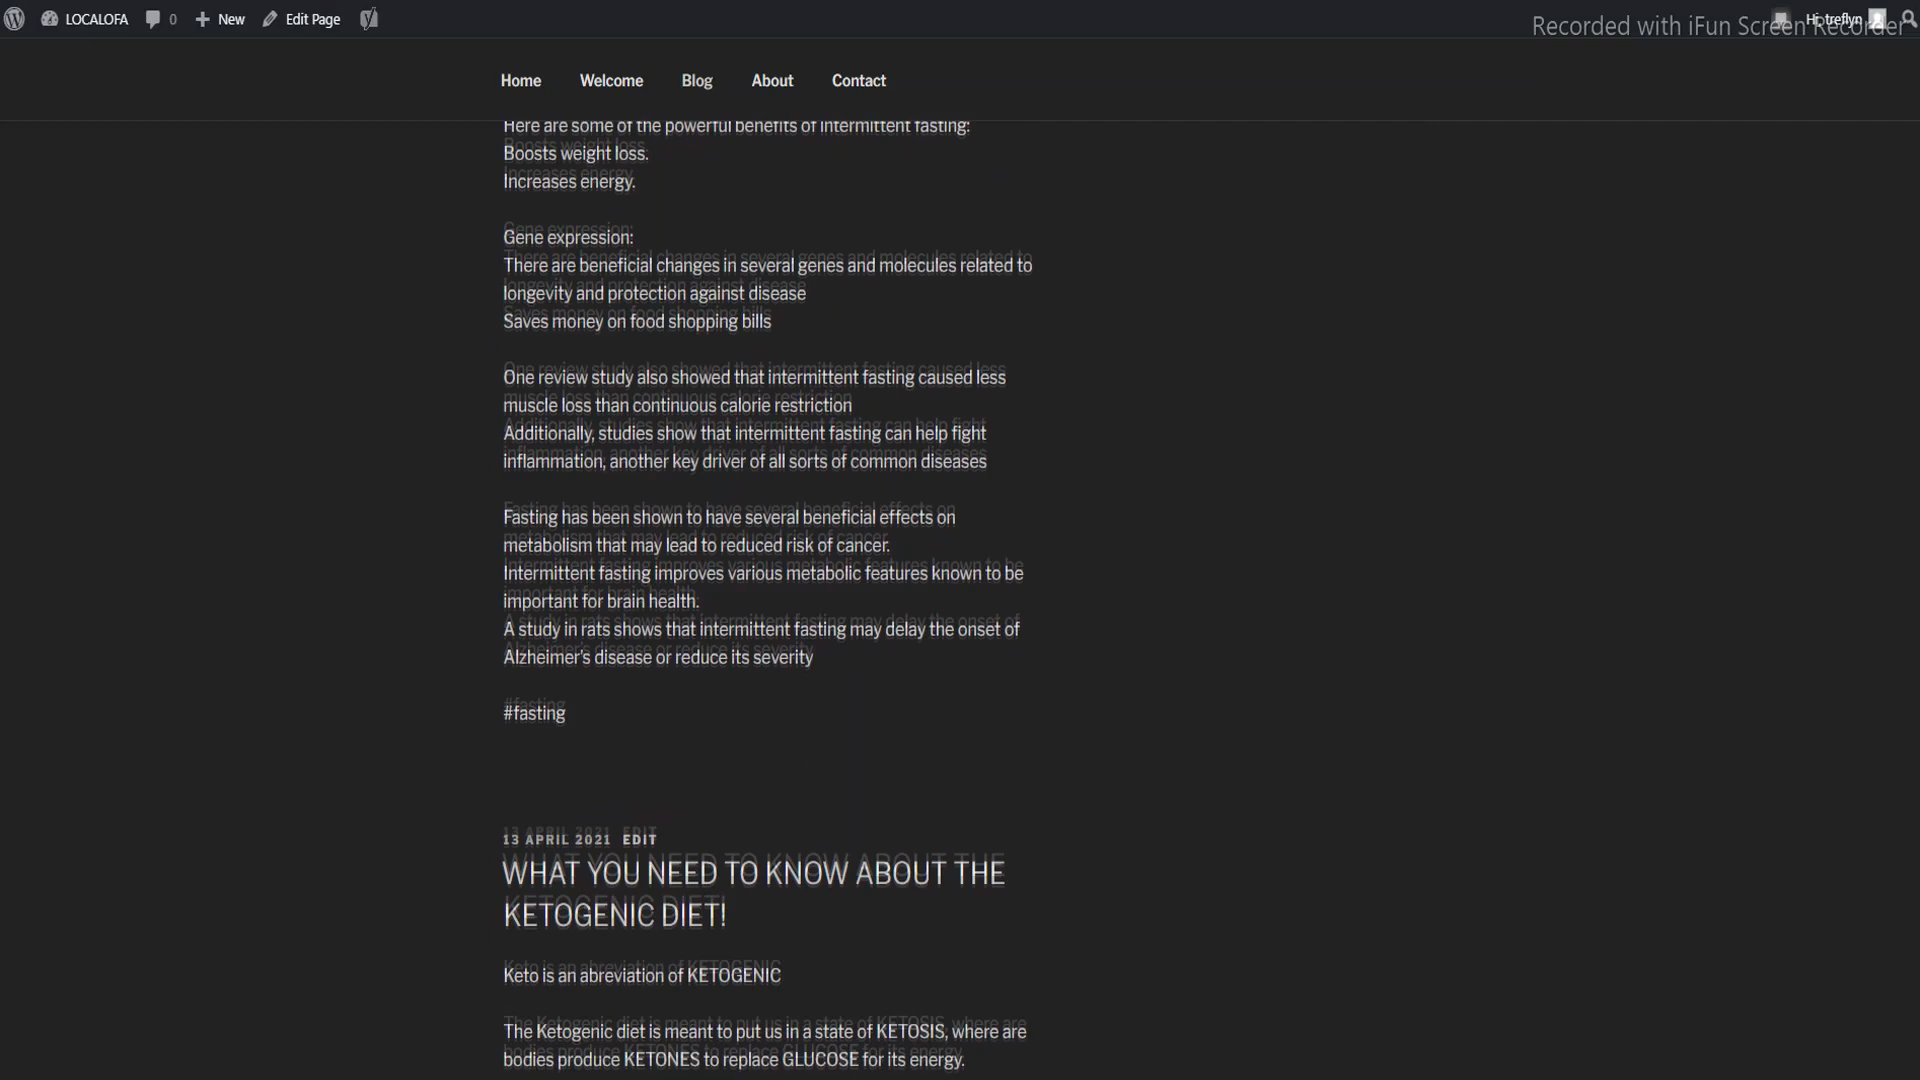 LOCALOFA 0 New Edit Page Hi, treflyn
Recorded with iFun Screen Recorder
Home Welcome Blog About Contact
Here are some of the powerful benefits of intermittent fasting:
Boosts weight loss.
Increases energy.
Gene expression:
There are beneficial changes in several genes and molecules related to
longevity and protection against disease
Saves money on food shopping bills
One review study also showed that intermittent fasting caused less
muscle loss than continuous calorie restriction
Additionally, studies show that intermittent fasting can help fight
inflammation, another key driver of all sorts of common diseases
Fasting has been shown to have several beneficial effects on
metabolism that may lead to reduced risk of cancer.
Intermittent fasting improves various metabolic features known to be
important for brain health.
A study in rats shows that intermittent fasting may delay the onset of
Alzheimer's disease or reduce its severity
#fasting
13 APRIL 2021 EDIT
WHAT YOU NEED TO KNOW ABOUT THE
KETOGENIC DIET!
Keto is an abreviation of KETOGENIC
The Ketogenic diet is meant to put us in a state of KETOSIS, where are
bodies produce KETONES to replace GLUCOSE for its energy.